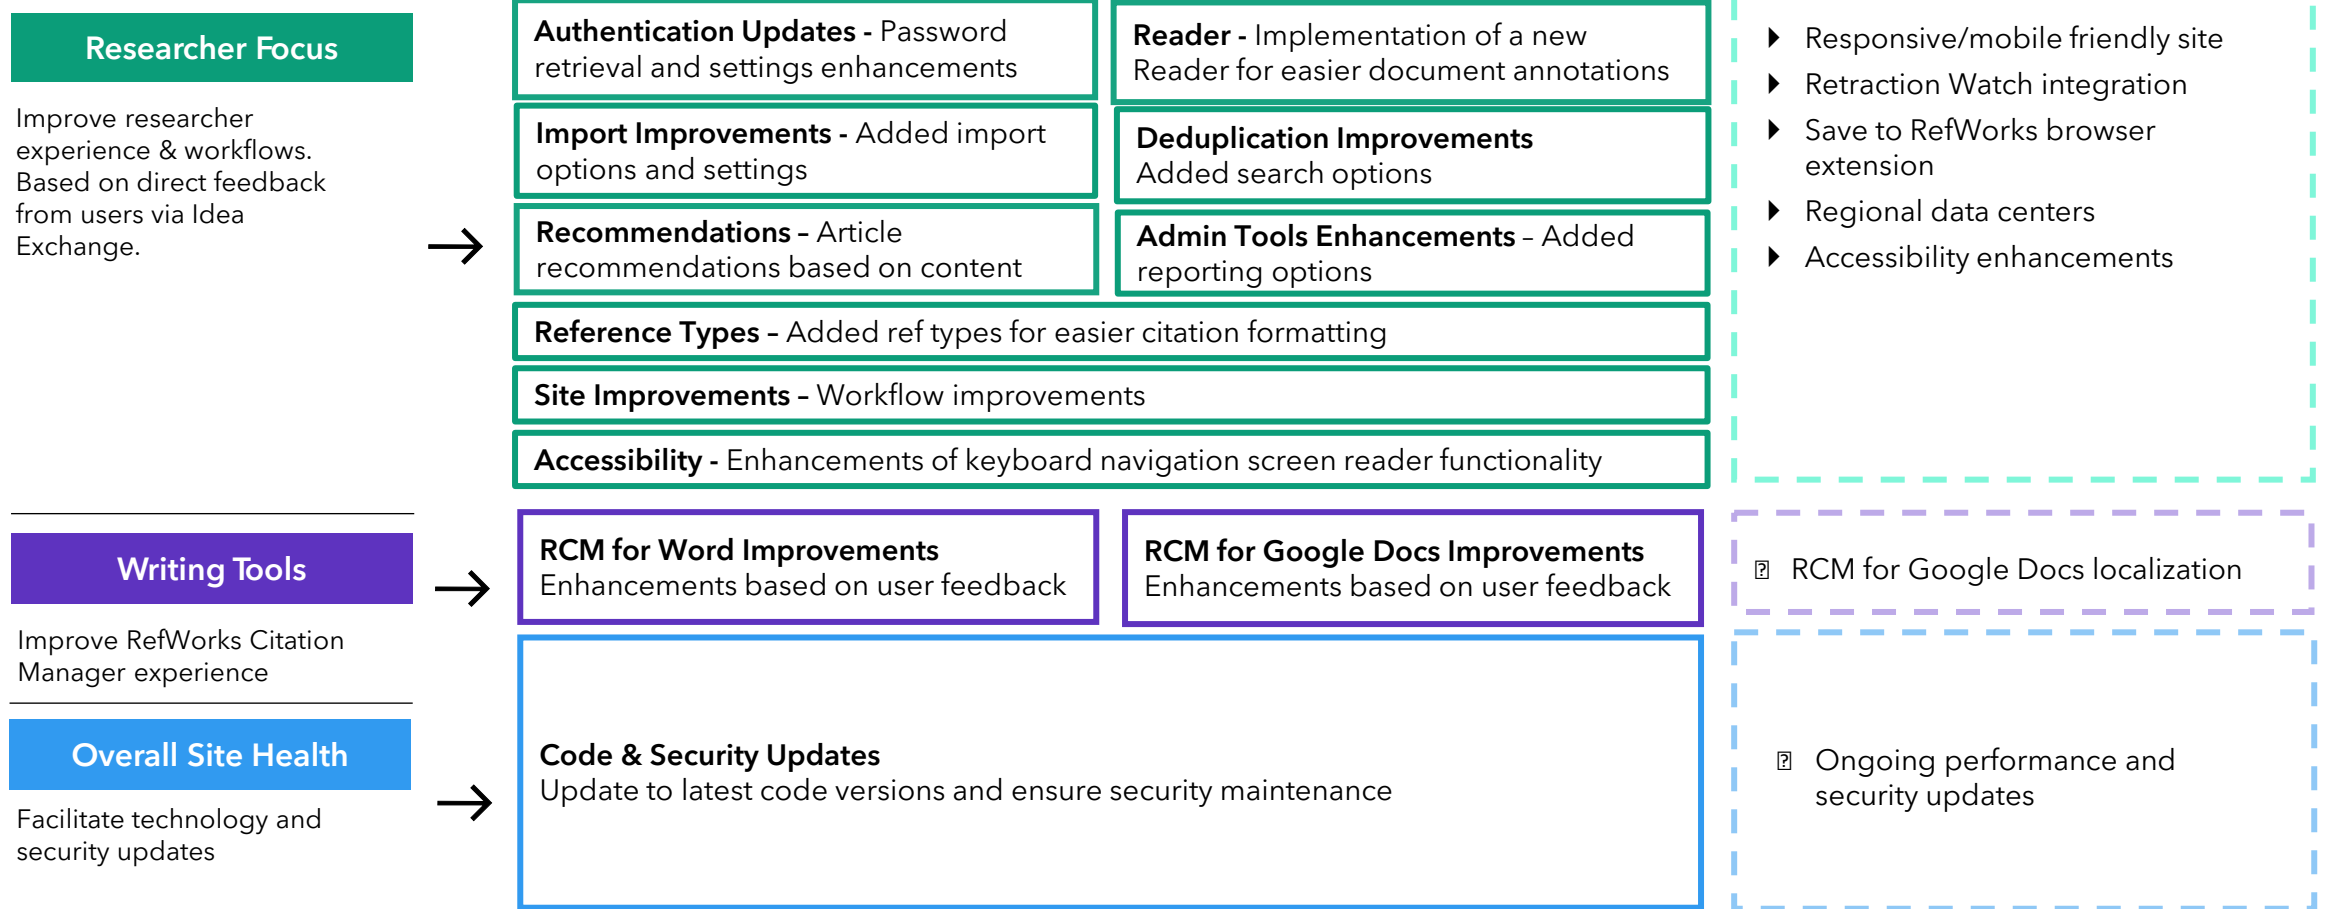 Researcher Focus
Improve researcher
experience & workflows.
Based on direct feedback
from users via Idea
Exchange.
Authentication Updates - Password
retrieval and settings enhancements
Reader - Implementation of a new
Reader for easier document annotations
Import Improvements - Added import
options and settings
Deduplication Improvements
Added search options
Recommendations – Article
recommendations based on content
Admin Tools Enhancements – Added
reporting options
Reference Types – Added ref types for easier citation formatting
Site Improvements – Workflow improvements
Accessibility - Enhancements of keyboard navigation screen reader functionality
Responsive/mobile friendly site
Retraction Watch integration
Save to RefWorks browser
extension
Regional data centers
Accessibility enhancements
Writing Tools
Improve RefWorks Citation
Manager experience
RCM for Word Improvements
Enhancements based on user feedback
RCM for Google Docs Improvements
Enhancements based on user feedback
RCM for Google Docs localization
Overall Site Health
Facilitate technology and
security updates
Code & Security Updates
Update to latest code versions and ensure security maintenance
Ongoing performance and
security updates